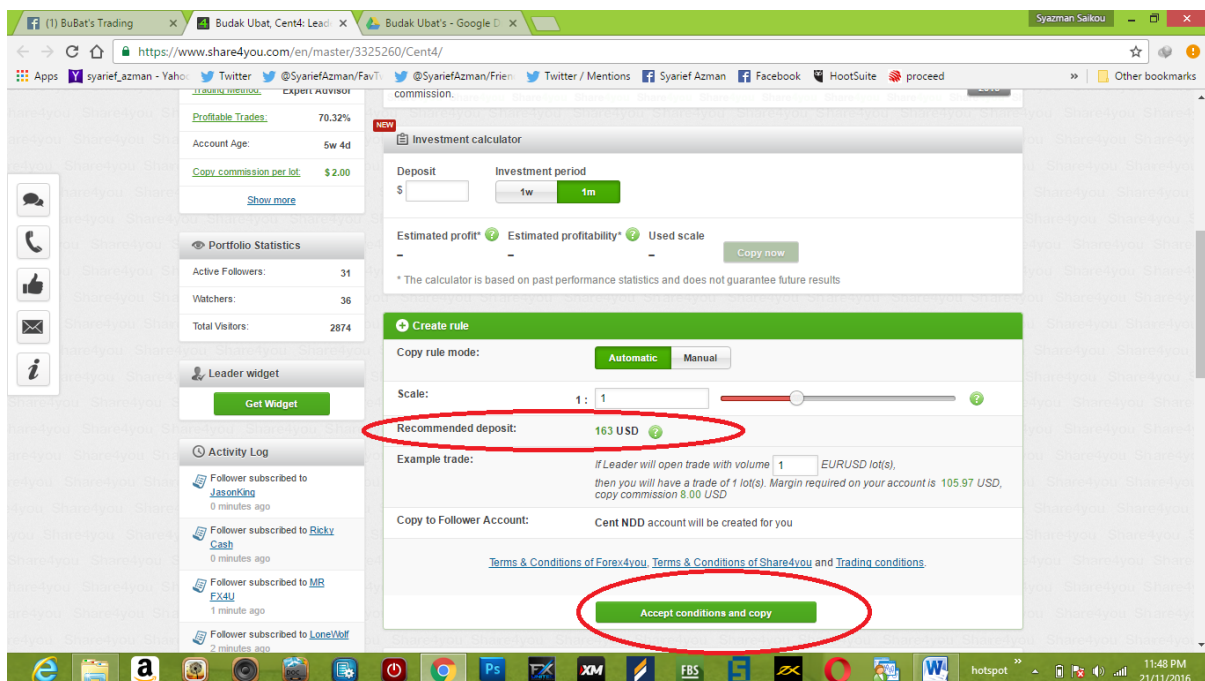 (1) BuBat's Trading
Budak Ubat, Cent4: Lead
Budak Ubat's - Google D
Syazman Saikou
https://www.share4you.com/en/master/3325260/Cent4/
Apps
syarief_azman - Yahoo
Twitter
@SyariefAzman/FavTv
@SyariefAzman/Frien
Twitter / Mentions
Syarief Azman
Facebook
HootSuite
proceed
»
Other bookmarks
Trading Method: Expert Advisor
Profitable Trades: 70.32%
Account Age: 5w 4d
Copy commission per lot: $ 2.00
Show more
Portfolio Statistics
Active Followers: 31
Watchers: 36
Total Visitors: 2874
Leader widget
Get Widget
Activity Log
Follower subscribed to
JasonKing
0 minutes ago
Follower subscribed to Ricky
Cash
0 minutes ago
Follower subscribed to MR
FX4U
1 minute ago
Follower subscribed to LoneWolf
2 minutes ago
commission.
NEW
Investment calculator
Deposit Investment period
$ 1w 1m
Estimated profit* Estimated profitability* Used scale
– – – Copy now
* The calculator is based on past performance statistics and does not guarantee future results
Create rule
Copy rule mode: Automatic Manual
Scale: 1 : 1
Recommended deposit: 163 USD
Example trade: If Leader will open trade with volume 1 EURUSD lot(s),
then you will have a trade of 1 lot(s). Margin required on your account is 105.97 USD,
copy commission 8.00 USD
Copy to Follower Account: Cent NDD account will be created for you
Terms & Conditions of Forex4you, Terms & Conditions of Share4you and Trading conditions.
Accept conditions and copy
Ps
FX
XM
FBS
hotspot
11:48 PM
21/11/2016